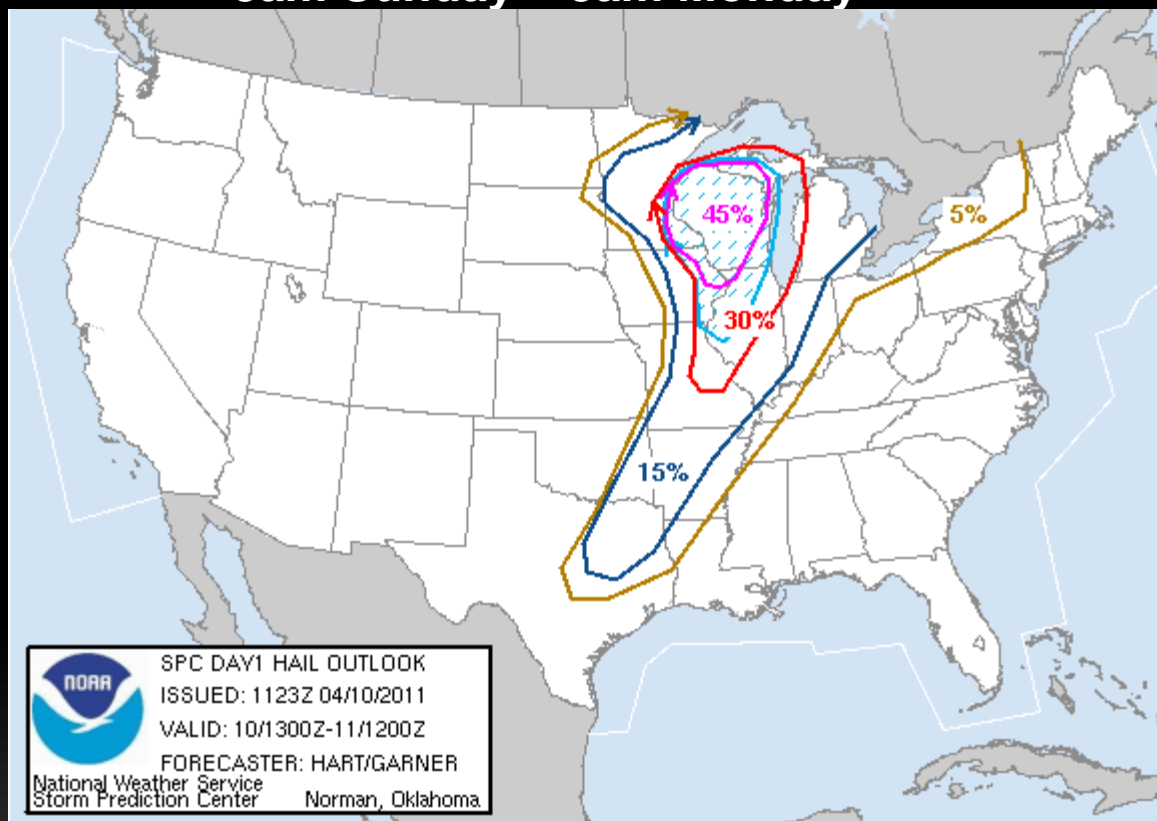 45%
5%
30%
15%
NOAA
SPC DAY1 HAIL OUTLOOK
ISSUED: 1123Z 04/10/2011
VALID: 10/1300Z-11/1200Z
FORECASTER: HART/GARNER
National Weather Service
Storm Prediction Center Norman, Oklahoma